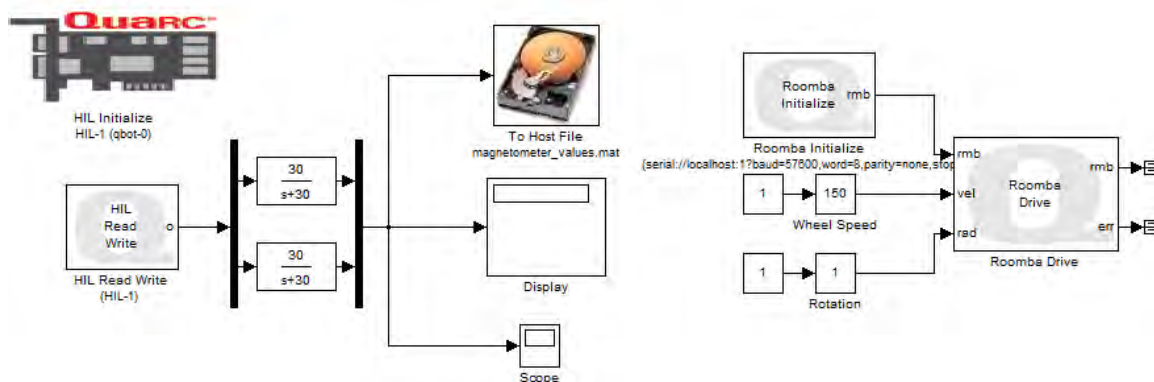 QUARC
HIL Initialize
HIL-1 (qbot-0)
HIL
Read
Write
o
HIL Read Write
(HIL-1)
30
s+30
30
s+30
To Host File
magnetometer_values.mat
Display
Scope
Roomba
Initialize
rmb
Roomba Initialize
(serial://localhost:1?baud=57600,word=8,parity=none,stop
1
150
Wheel Speed
1
1
Rotation
rmb
vel
rad
Roomba
Drive
rmb
err
Roomba Drive